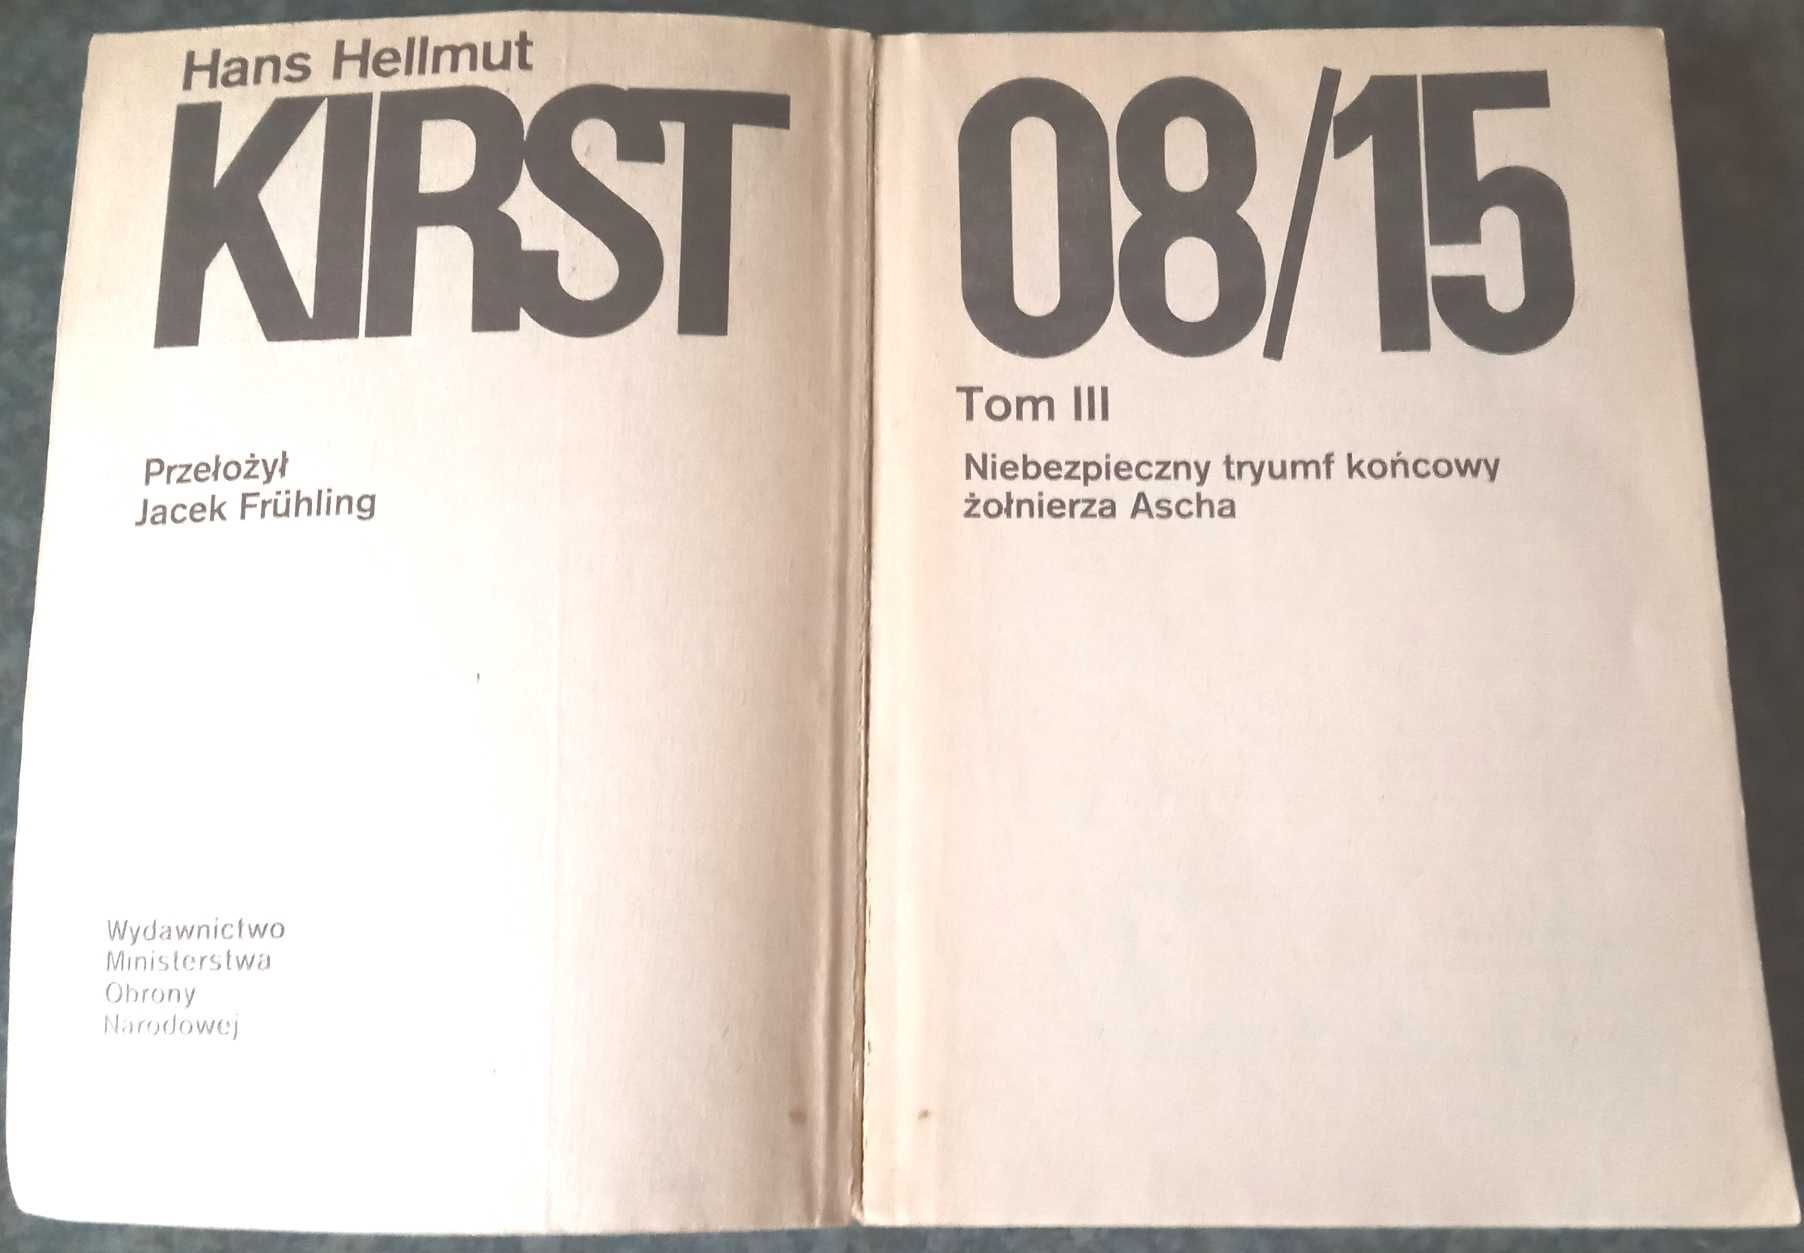 Hans Hellmut
KIRST
Przełożył
Jacek Frühling
Wydawnictwo
Ministerstwa
Obrony
Narodowej
08/15
Tom III
Niebezpieczny tryumf końcowy
żołnierza Ascha